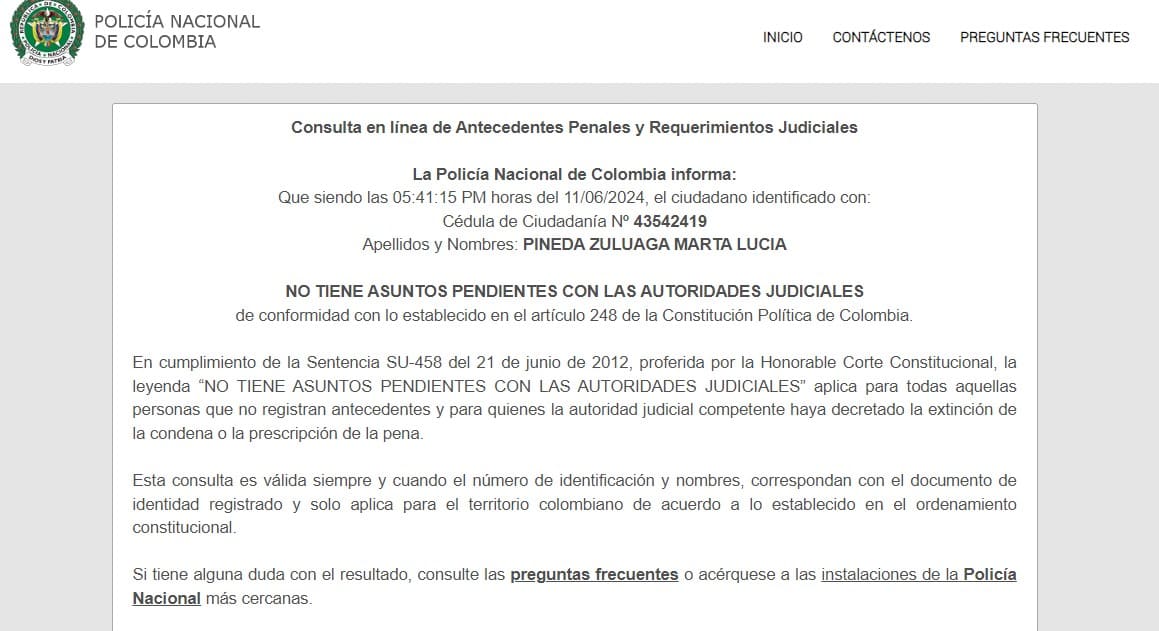 POLICÍA NACIONAL
DE COLOMBIA
INICIO CONTÁCTENOS PREGUNTAS FRECUENTES
Consulta en línea de Antecedentes Penales y Requerimientos Judiciales
La Policía Nacional de Colombia informa:
Que siendo las 05:41:15 PM horas del 11/06/2024, el ciudadano identificado con:
Cédula de Ciudadanía Nº 43542419
Apellidos y Nombres: PINEDA ZULUAGA MARTA LUCIA
NO TIENE ASUNTOS PENDIENTES CON LAS AUTORIDADES JUDICIALES
de conformidad con lo establecido en el artículo 248 de la Constitución Política de Colombia.
En cumplimiento de la Sentencia SU-458 del 21 de junio de 2012, proferida por la Honorable Corte Constitucional, la
leyenda “NO TIENE ASUNTOS PENDIENTES CON LAS AUTORIDADES JUDICIALES” aplica para todas aquellas
personas que no registran antecedentes y para quienes la autoridad judicial competente haya decretado la extinción de
la condena o la prescripción de la pena.
Esta consulta es válida siempre y cuando el número de identificación y nombres, correspondan con el documento de
identidad registrado y solo aplica para el territorio colombiano de acuerdo a lo establecido en el ordenamiento
constitucional.
Si tiene alguna duda con el resultado, consulte las preguntas frecuentes o acérquese a las instalaciones de la Policía
Nacional más cercanas.